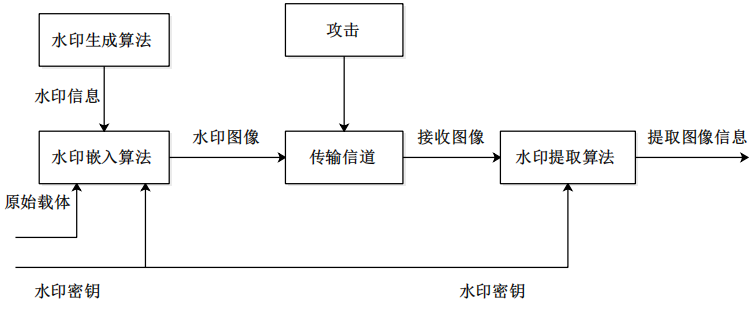 水印生成算法
攻击
水印信息
水印嵌入算法
水印图像
传输信道
接收图像
水印提取算法
提取图像信息
原始载体
水印密钥
水印密钥